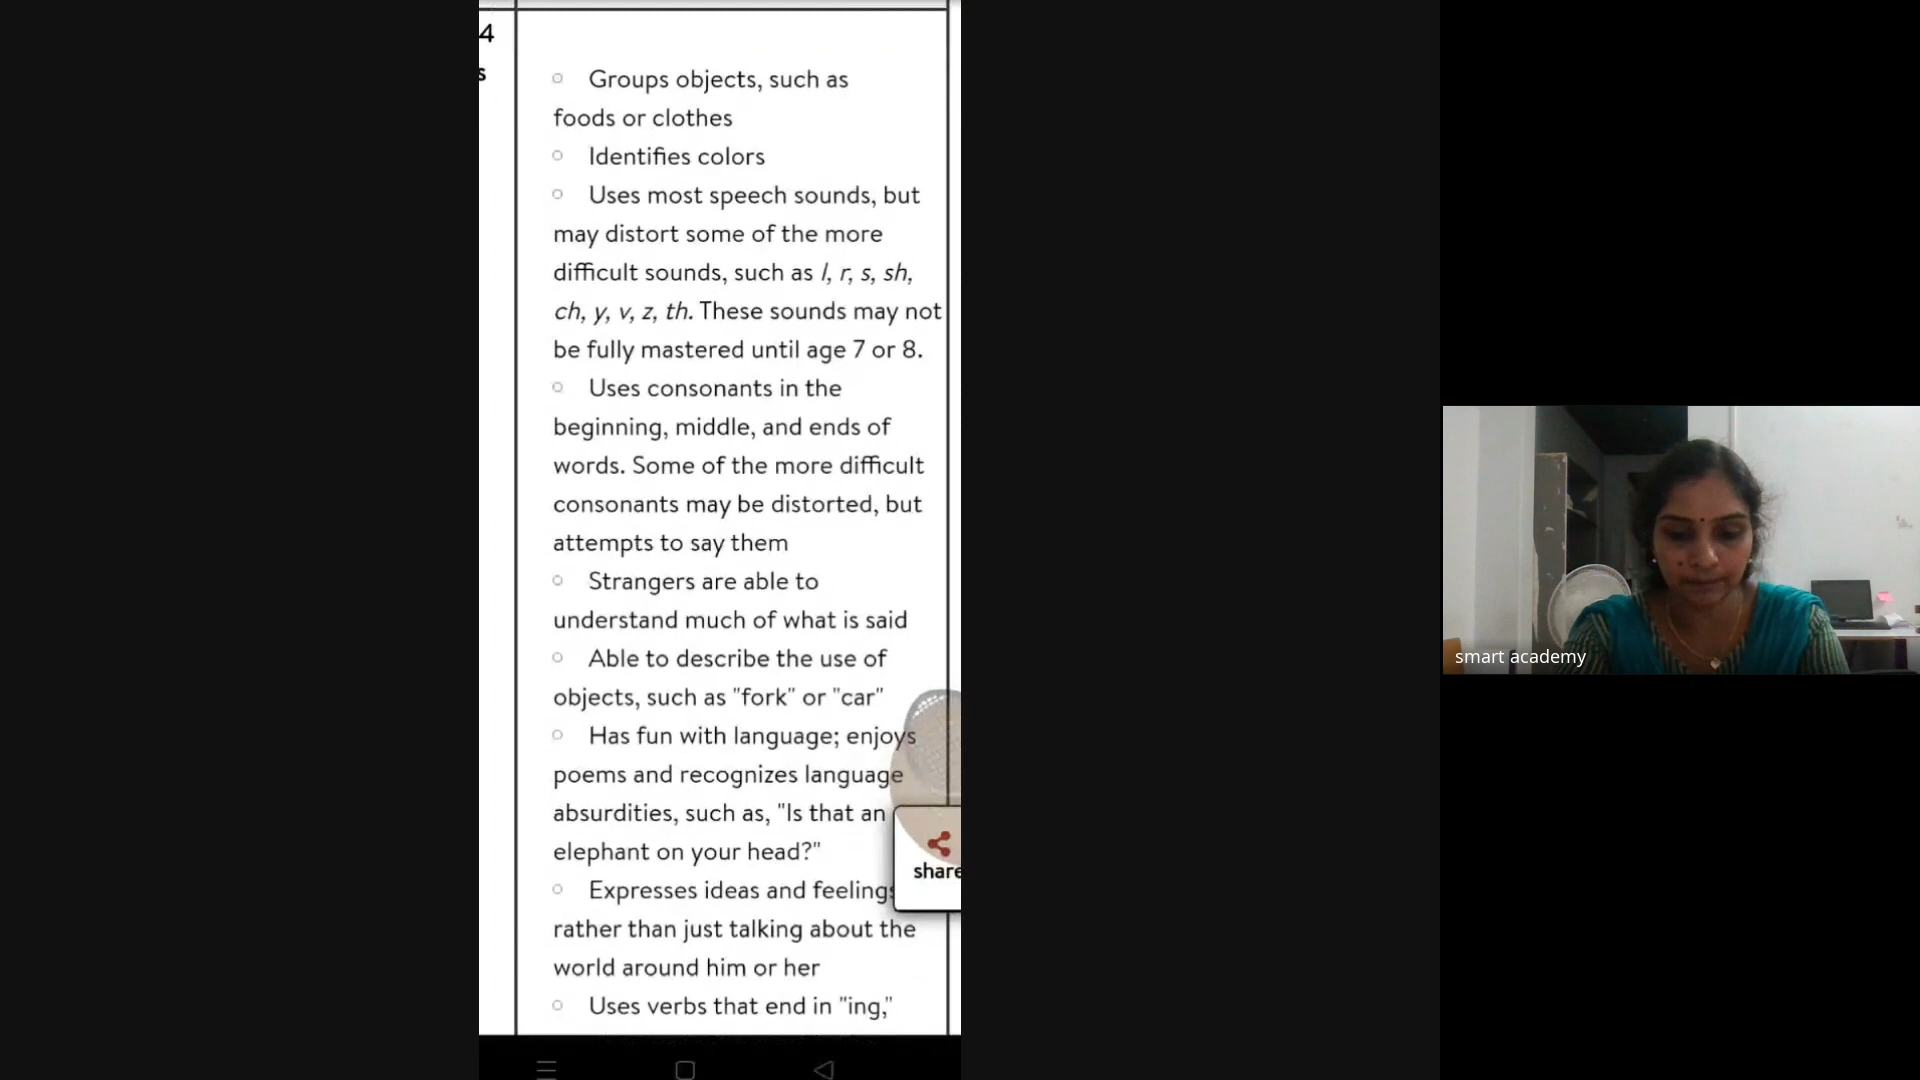 4
s
Groups objects, such as
foods or clothes
Identifies colors
Uses most speech sounds, but
may distort some of the more
difficult sounds, such as l, r, s, sh,
ch, y, v, z, th. These sounds may not
be fully mastered until age 7 or 8.
Uses consonants in the
beginning, middle, and ends of
words. Some of the more difficult
consonants may be distorted, but
attempts to say them
Strangers are able to
understand much of what is said
Able to describe the use of
objects, such as "fork" or "car"
Has fun with language; enjoys
poems and recognizes language
absurdities, such as, "Is that an
elephant on your head?"
Expresses ideas and feelings
rather than just talking about the
world around him or her
Uses verbs that end in "ing,"
share
smart academy